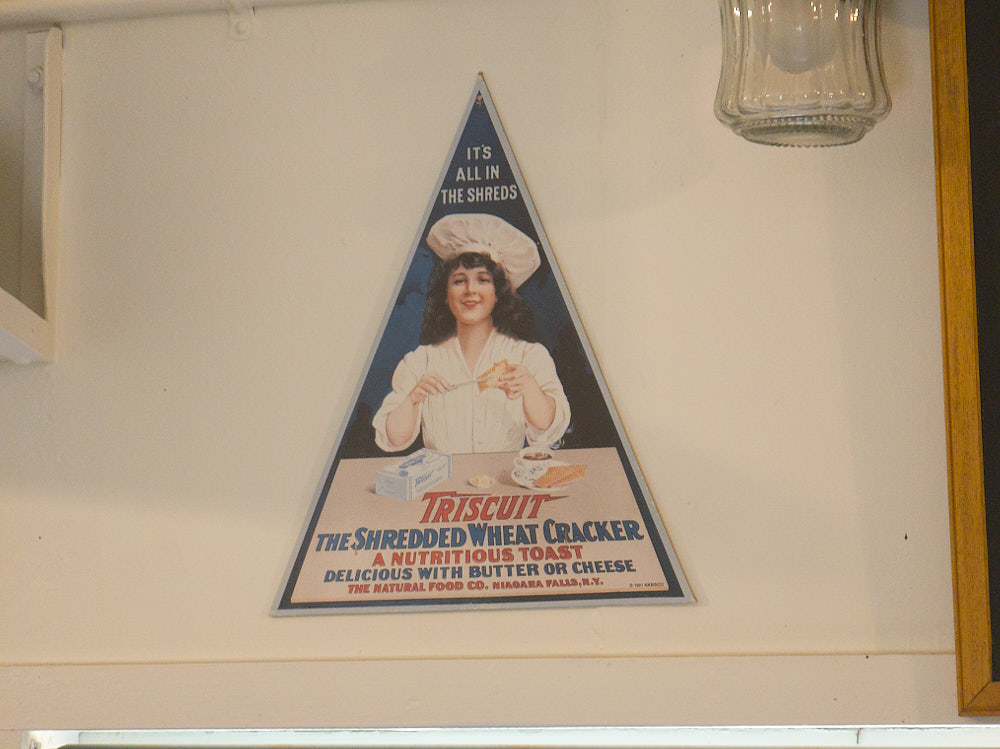 IT'S
ALL IN
THE SHREDS
TRISCUIT
THE SHREDDED WHEAT CRACKER
A NUTRITIOUS TOAST
DELICIOUS WITH BUTTER OR CHEESE
THE NATURAL FOOD CO. NIAGARA FALLS, N.Y.